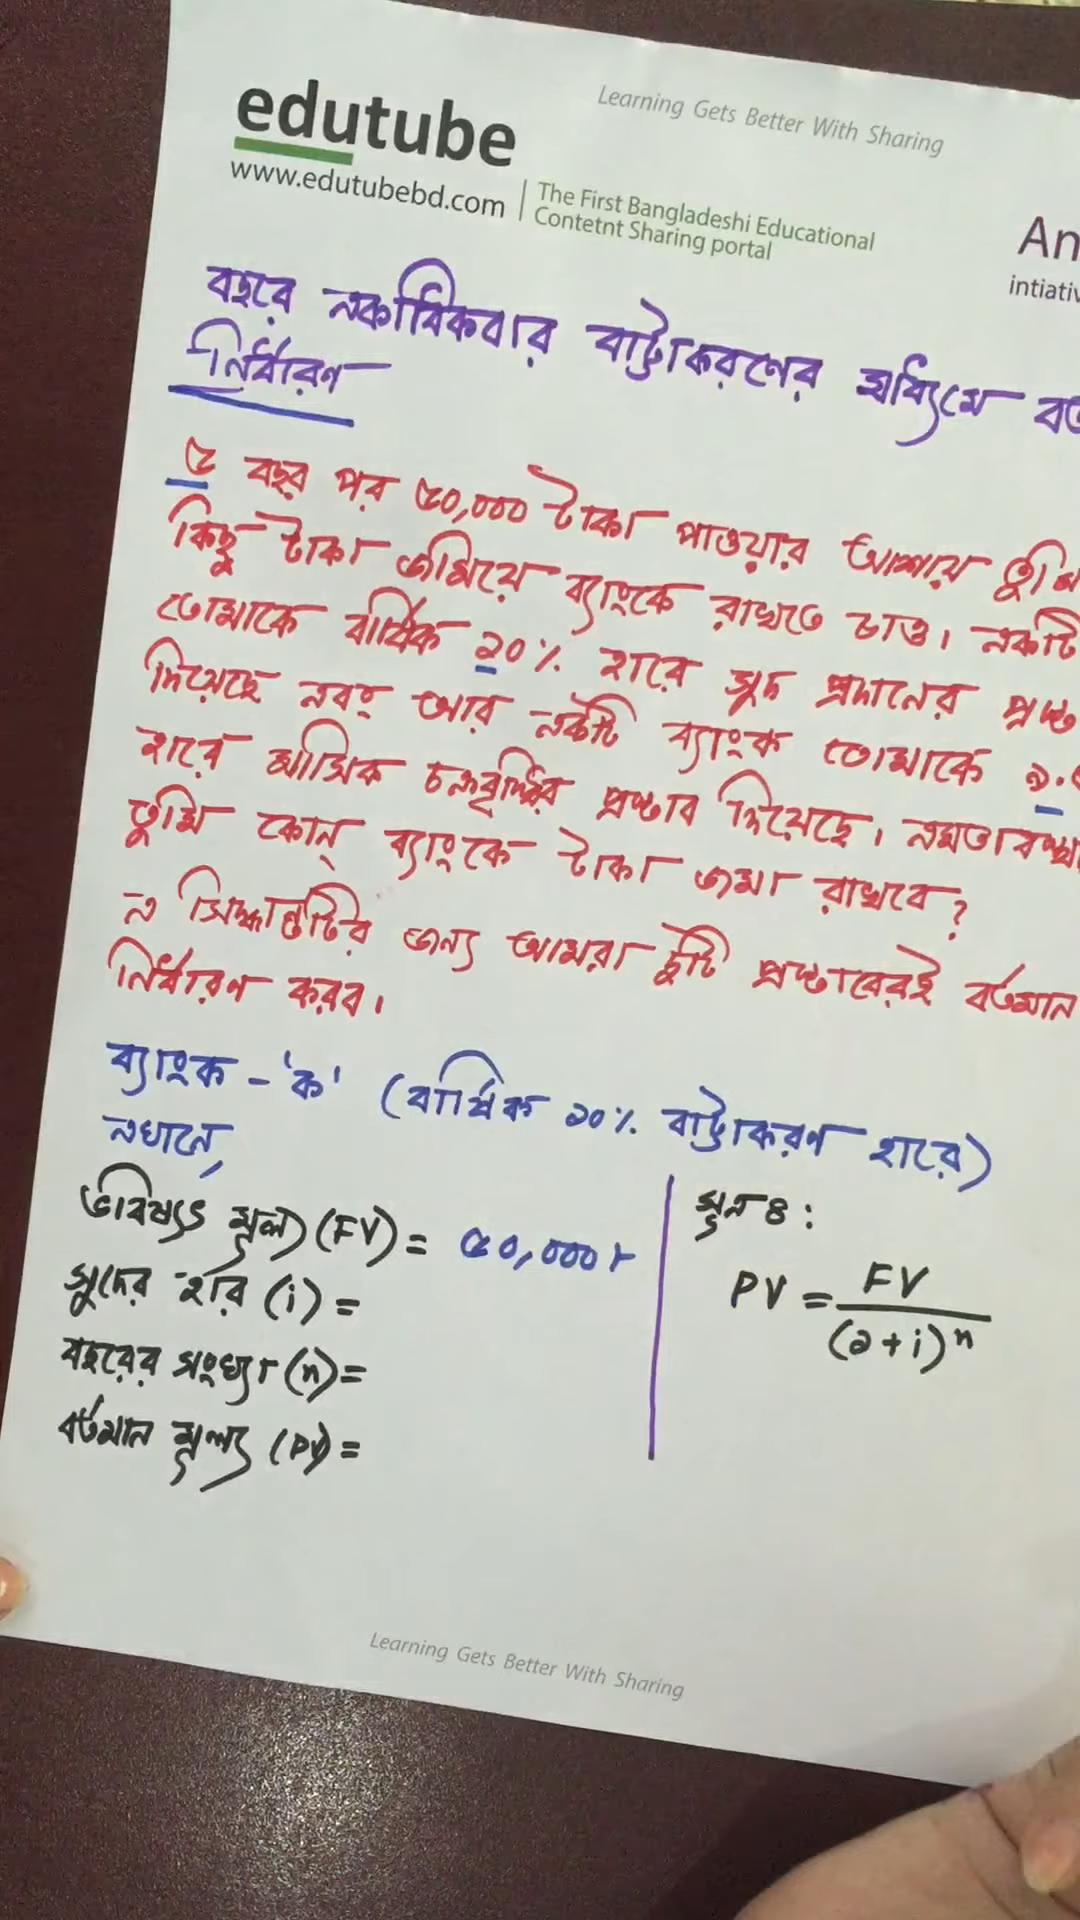 Learning Gets Better With Sharing
edutube
www.edutubebd.com
The First Bangladeshi Educational
Contetnt Sharing portal
An
intiativ
বছরে একাধিকবার বাট্টাকরণের মাধ্যমে বর্ত
নির্ধারণ
৫ বছর পর ৫০,০০০ টাকা পাওয়ার আশায় তুমি
কিছু টাকা জমিয়ে ব্যাংকে রাখতে চাও। একটি
তোমাকে বার্ষিক ১০% হারে সুদ প্রদানের প্রস্ত
দিয়েছে এবং আর একটি ব্যাংক তোমাকে ৯.৫
হারে মাসিক চক্রবৃদ্ধির প্রস্তাব দিয়েছে। এমতাবস্থা
তুমি কোন্ ব্যাংকে টাকা জমা রাখবে?
এ সিদ্ধান্তটির জন্য আমরা দুটি প্রস্তাবেরই বর্তমান
নির্ধারণ করব।
ব্যাংক - 'ক' (বার্ষিক ১০% বাট্টাকরণ হারে)
এখানে,
ভবিষ্যৎ মূল্য (FV) = ৫০,০০০৳
সুদের হার (i) =
বছরের সংখ্যা (n) =
বর্তমান মূল্য (PV) =
সূত্র ৪ :
PV = FV
(১+i)ⁿ
Learning Gets Better With Sharing